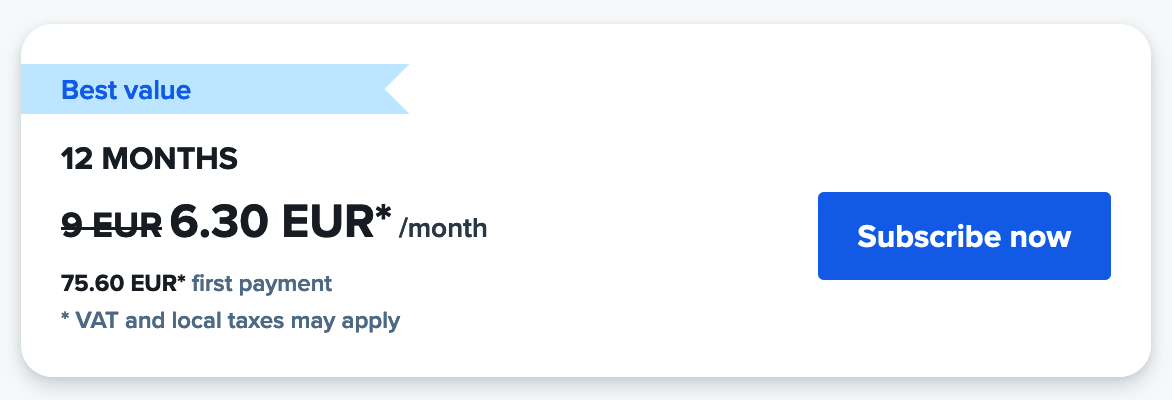 Best value
12 MONTHS
9 EUR 6.30 EUR* /month
75.60 EUR* first payment
* VAT and local taxes may apply
Subscribe now